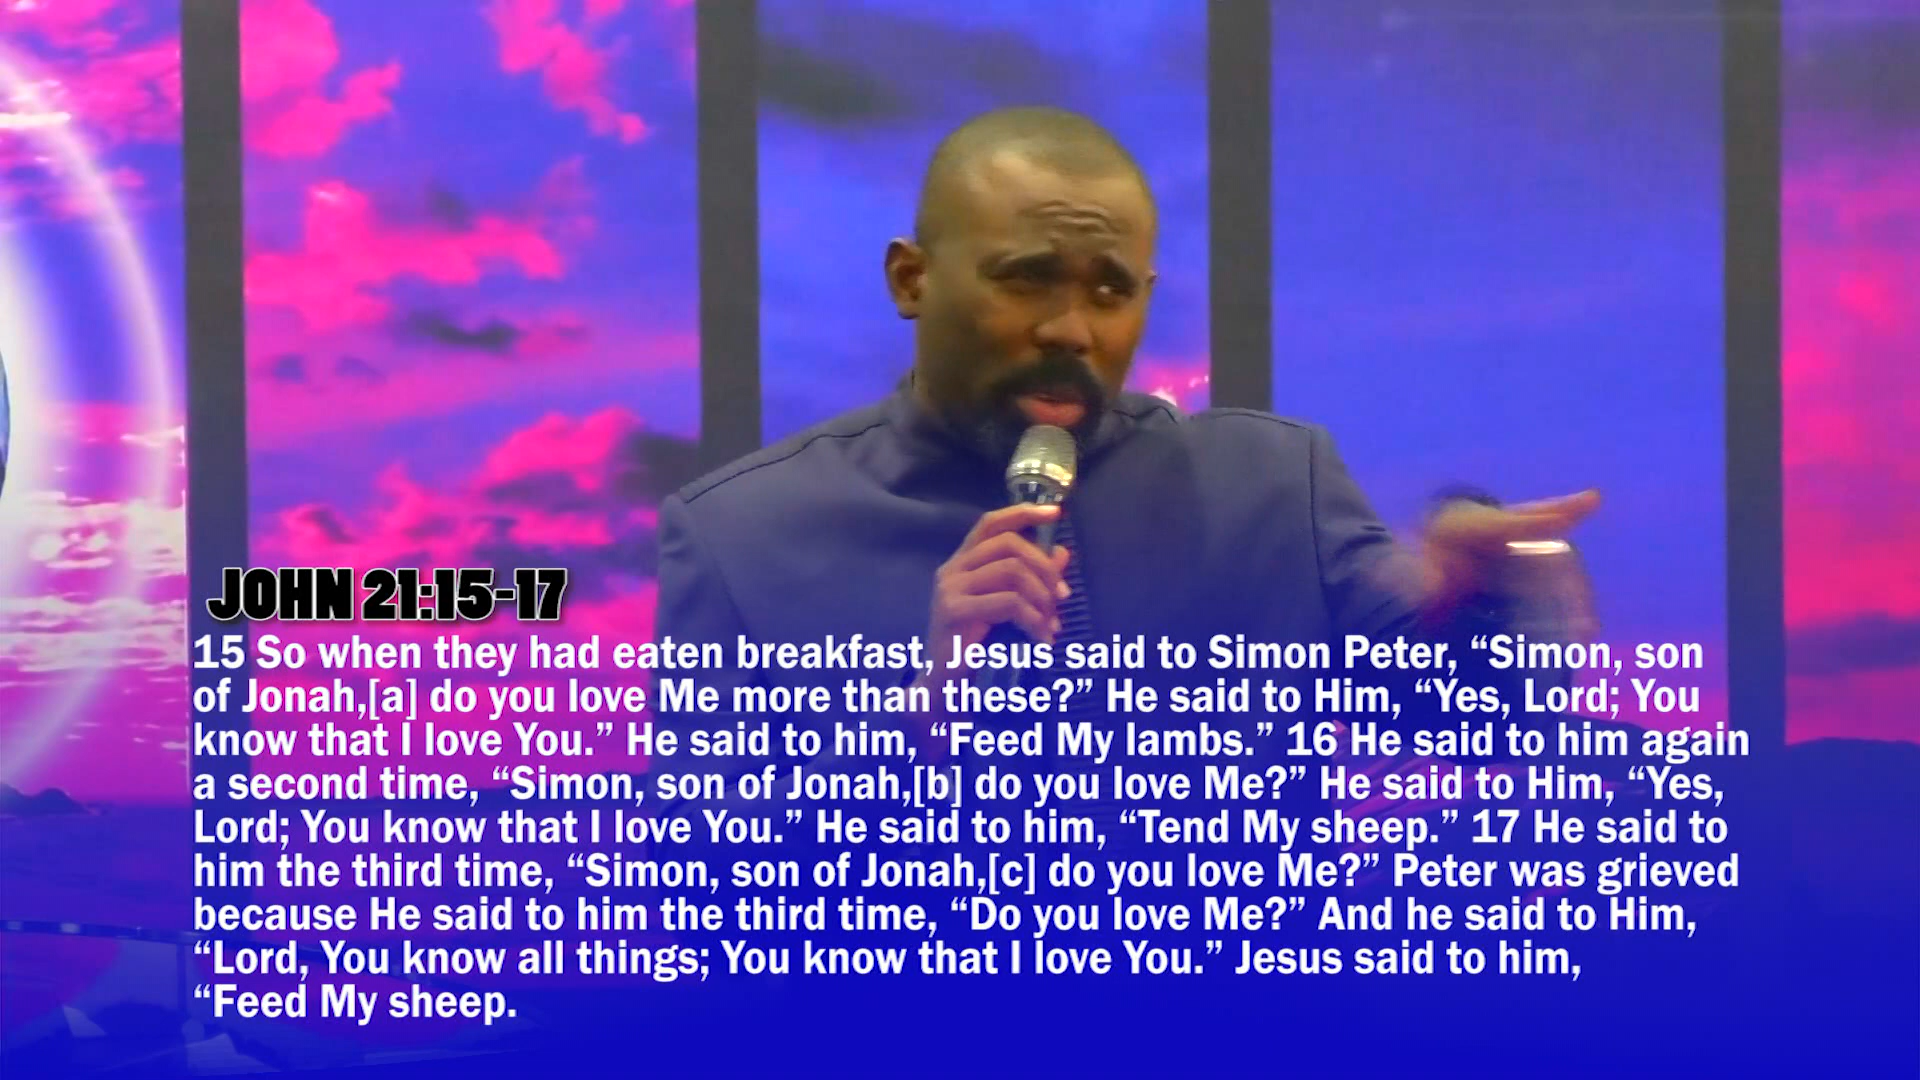 JOHN 21:15-17
15 So when they had eaten breakfast, Jesus said to Simon Peter, “Simon, son
of Jonah,[a] do you love Me more than these?” He said to Him, “Yes, Lord; You
know that I love You.” He said to him, “Feed My lambs.” 16 He said to him again
a second time, “Simon, son of Jonah,[b] do you love Me?” He said to Him, “Yes,
Lord; You know that I love You.” He said to him, “Tend My sheep.” 17 He said to
him the third time, “Simon, son of Jonah,[c] do you love Me?” Peter was grieved
because He said to him the third time, “Do you love Me?” And he said to Him,
“Lord, You know all things; You know that I love You.” Jesus said to him,
“Feed My sheep.